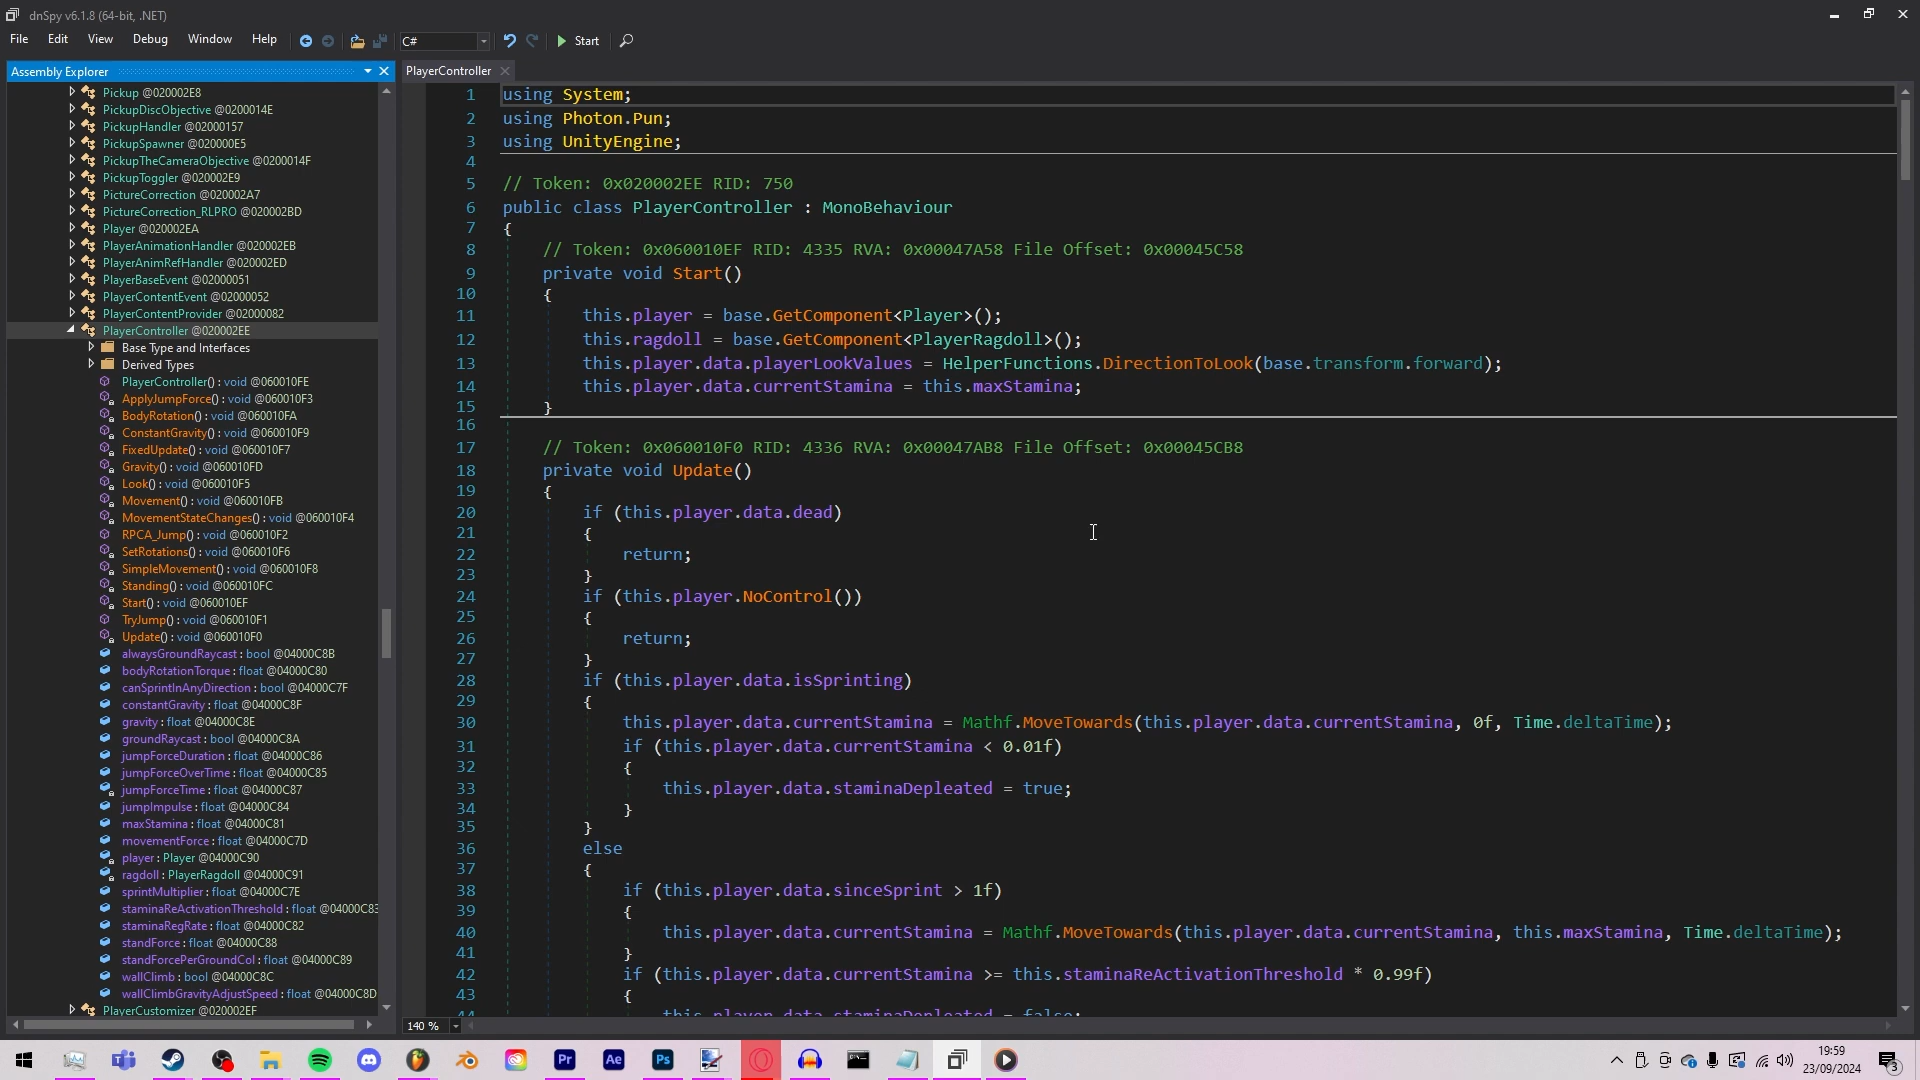 dnSpy v6.1.8 (64-bit, .NET)
File Edit View Debug Window Help C# Start
Assembly Explorer
Pickup @020002E8
PickupDiscObjective @0200014E
PickupHandler @02000157
PickupSpawner @020000E5
PickupTheCameraObjective @0200014F
PickupToggler @020002E9
PictureCorrection @020002A7
PictureCorrection_RLPRO @020002BD
Player @020002EA
PlayerAnimationHandler @020002EB
PlayerAnimRefHandler @020002ED
PlayerBaseEvent @02000051
PlayerContentEvent @02000052
PlayerContentProvider @02000082
PlayerController @020002EE
Base Type and Interfaces
Derived Types
PlayerController() : void @060010FE
ApplyJumpForce() : void @060010F3
BodyRotation() : void @060010FA
ConstantGravity() : void @060010F9
FixedUpdate() : void @060010F7
Gravity() : void @060010FD
Look() : void @060010F5
Movement() : void @060010FB
MovementStateChanges() : void @060010F4
RPCA_Jump() : void @060010F2
SetRotations() : void @060010F6
SimpleMovement() : void @060010F8
Standing() : void @060010FC
Start() : void @060010EF
TryJump() : void @060010F1
Update() : void @060010F0
alwaysGroundRaycast : bool @04000C8B
bodyRotationTorque : float @04000C80
canSprintInAnyDirection : bool @04000C7F
constantGravity : float @04000C8F
gravity : float @04000C8E
groundRaycast : bool @04000C8A
jumpForceDuration : float @04000C86
jumpForceOverTime : float @04000C85
jumpForceTime : float @04000C87
jumpImpulse : float @04000C84
maxStamina : float @04000C81
movementForce : float @04000C7D
player : Player @04000C90
ragdoll : PlayerRagdoll @04000C91
sprintMultiplier : float @04000C7E
staminaReActivationThreshold : float @04000C83
staminaRegRate : float @04000C82
standForce : float @04000C88
standForcePerGroundCol : float @04000C89
wallClimb : bool @04000C8C
wallClimbGravityAdjustSpeed : float @04000C8D
PlayerCustomizer @020002EF
PlayerController
1 using System;
2 using Photon.Pun;
3 using UnityEngine;
4
5 // Token: 0x020002EE RID: 750
6 public class PlayerController : MonoBehaviour
7 {
8 // Token: 0x060010EF RID: 4335 RVA: 0x00047A58 File Offset: 0x00045C58
9 private void Start()
10 {
11 this.player = base.GetComponent<Player>();
12 this.ragdoll = base.GetComponent<PlayerRagdoll>();
13 this.player.data.playerLookValues = HelperFunctions.DirectionToLook(base.transform.forward);
14 this.player.data.currentStamina = this.maxStamina;
15 }
16
17 // Token: 0x060010F0 RID: 4336 RVA: 0x00047AB8 File Offset: 0x00045CB8
18 private void Update()
19 {
20 if (this.player.data.dead)
21 {
22 return;
23 }
24 if (this.player.NoControl())
25 {
26 return;
27 }
28 if (this.player.data.isSprinting)
29 {
30 this.player.data.currentStamina = Mathf.MoveTowards(this.player.data.currentStamina, 0f, Time.deltaTime);
31 if (this.player.data.currentStamina < 0.01f)
32 {
33 this.player.data.staminaDepleated = true;
34 }
35 }
36 else
37 {
38 if (this.player.data.sinceSprint > 1f)
39 {
40 this.player.data.currentStamina = Mathf.MoveTowards(this.player.data.currentStamina, this.maxStamina, Time.deltaTime);
41 }
42 if (this.player.data.currentStamina >= this.staminaReActivationThreshold * 0.99f)
43 {
44 this.player.data.staminaDepleated = false;
140 %
Pr Ae Ps
19:59
23/09/2024
3